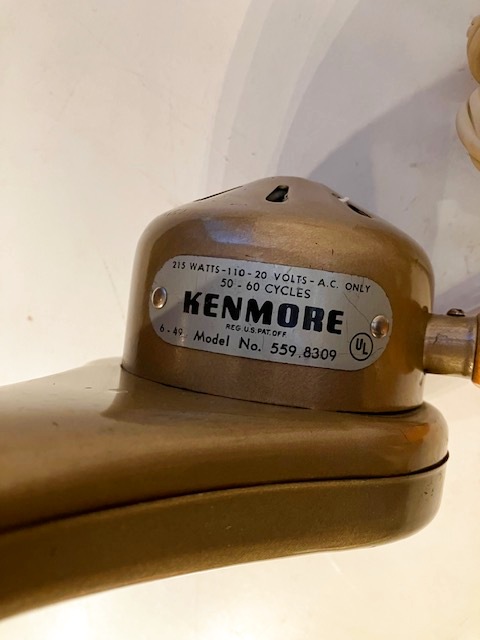 215 WATTS-110-20 VOLTS-A.C. ONLY
50-60 CYCLES
KENMORE
REG.U.S.PAT.OFF
6-49 Model No. 559.8309
UL